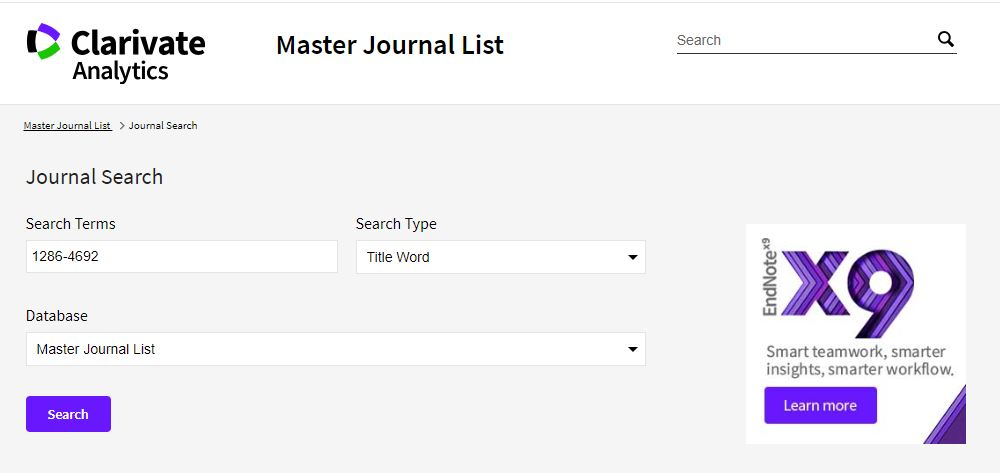 Clarivate
Analytics
Master Journal List
Search
Master Journal List > Journal Search
Journal Search
Search Terms
Search Type
1286-4692
Title Word
Database
Master Journal List
Search
EndNote x9
X9
Smart teamwork, smarter
insights, smarter workflow.
Learn more